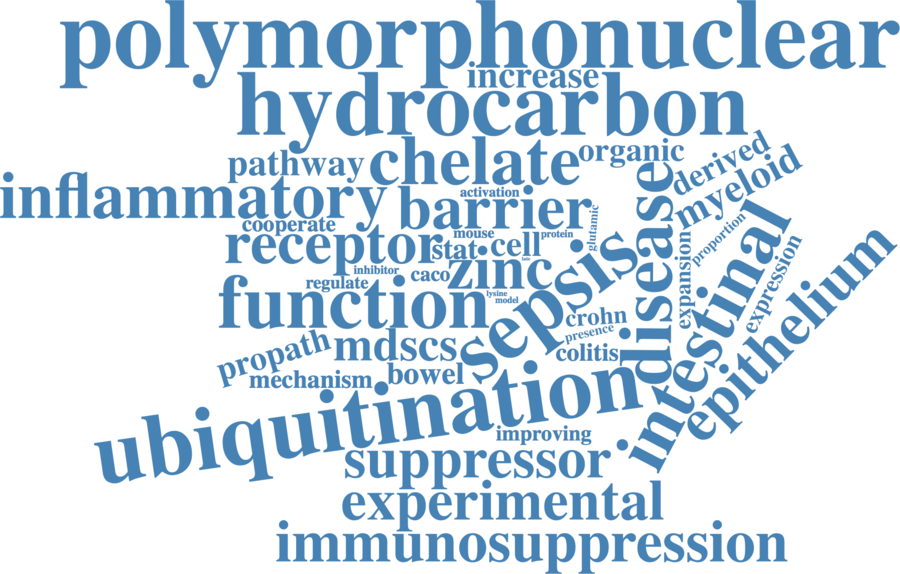 polymorphonuclear
increase
hydrocarbon
pathway
chelate
organic
derived
myeloid
inflammatory
activation
barrier
disease
cooperate
receptor
stat
mouse
cell
protein
glutamic
proportion
intestinal
inhibitor
caco
zinc
regulate
lysine
model
function
sepsis
expansion
expression
epithelium
crohn
presence
colitis
propath
mdscs
mechanism
bowel
ubiquitination
improving
suppressor
experimental
immunosuppression